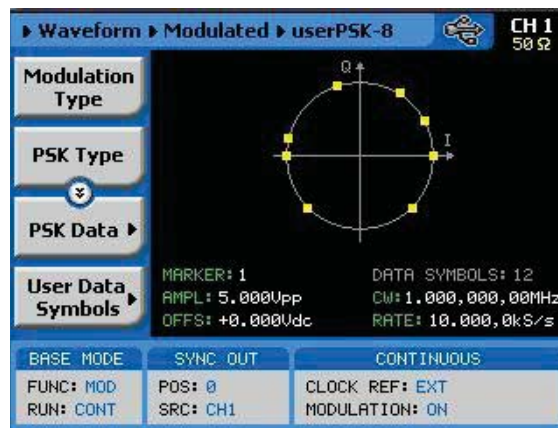 Waveform Modulated userPSK-8
CH 1
50 Ω
Modulation
Type
PSK Type
PSK Data
User Data
Symbols
Q
I
MARKER: 1
DATA SYMBOLS: 12
AMPL: 5.000Vpp
CW: 1.000,000,00MHz
OFFS: +0.000Vdc
RATE: 10.000,0kS/s
BASE MODE
SYNC OUT
CONTINUOUS
FUNC: MOD
POS: 0
CLOCK REF: EXT
RUN: CONT
SRC: CH1
MODULATION: ON